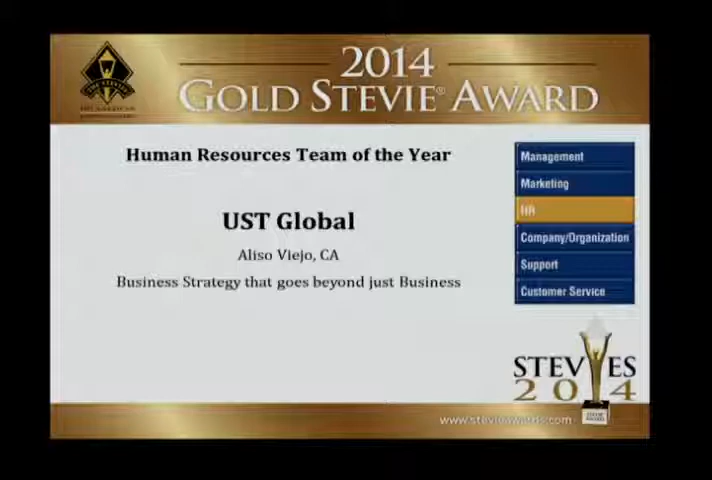 2014
GOLD STEVIE® AWARD
Human Resources Team of the Year
UST Global
Aliso Viejo, CA
Business Strategy that goes beyond just Business
Management
Marketing
HR
Company/Organization
Support
Customer Service
STEVIES
2014
www.stevieawards.com